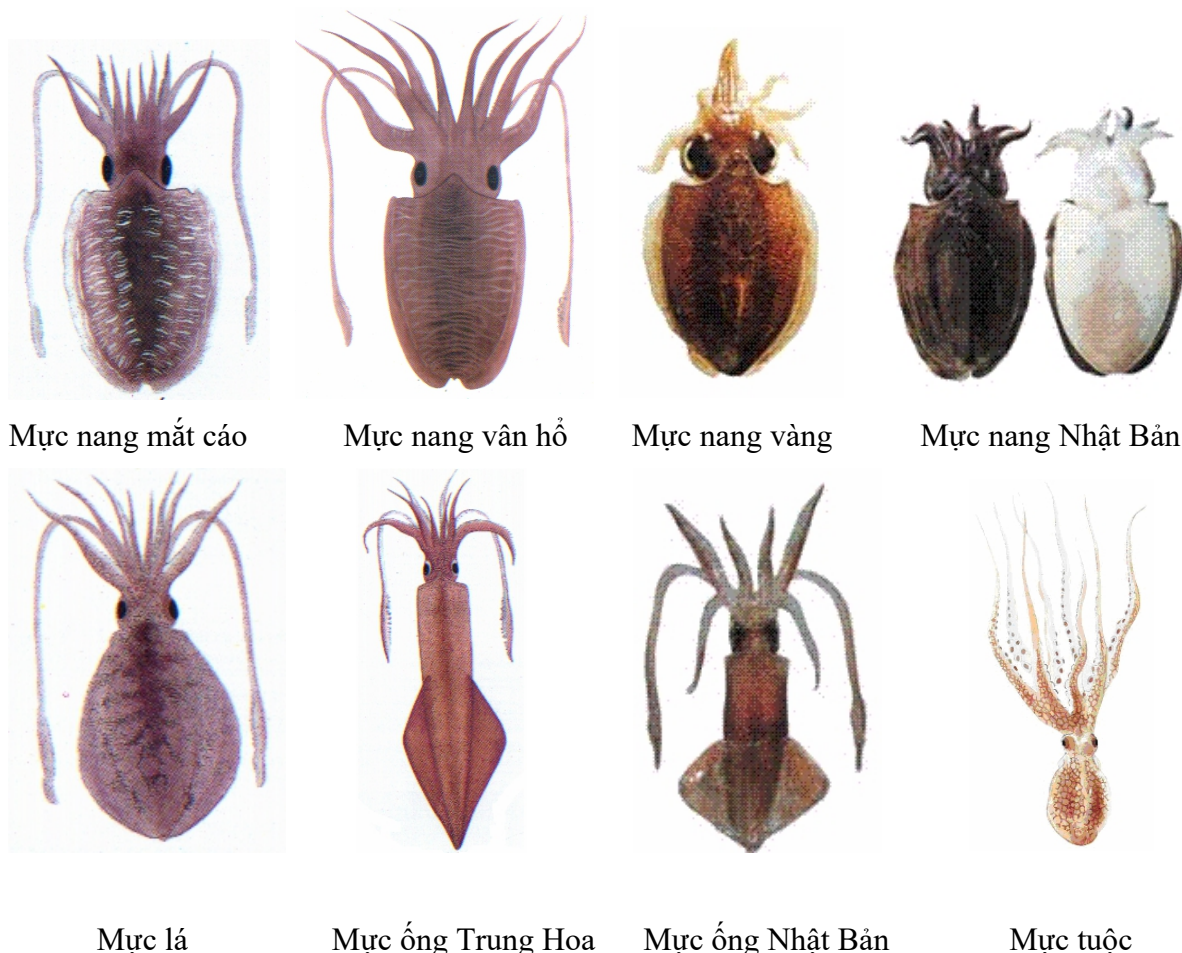 Mực nang mắt cáo Mực nang vân hổ Mực nang vàng Mực nang Nhật Bản
Mực lá Mực ống Trung Hoa Mực ống Nhật Bản Mực tuộc